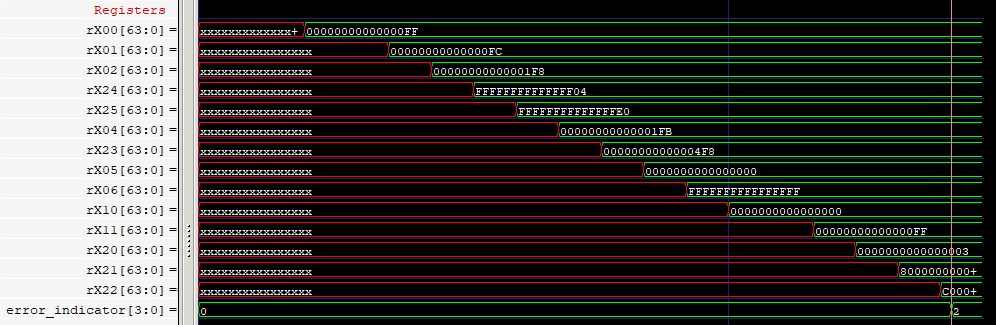 Registers
rX00[63:0] = xxxxxxxxxxxxx+ 00000000000000FF
rX01[63:0] = xxxxxxxxxxxxxxxx 00000000000000FC
rX02[63:0] = xxxxxxxxxxxxxxxx 00000000000001F8
rX24[63:0] = xxxxxxxxxxxxxxxx FFFFFFFFFFFFFF04
rX25[63:0] = xxxxxxxxxxxxxxxx FFFFFFFFFFFFFFE0
rX04[63:0] = xxxxxxxxxxxxxxxx 00000000000001FB
rX23[63:0] = xxxxxxxxxxxxxxxx 00000000000004F8
rX05[63:0] = xxxxxxxxxxxxxxxx 0000000000000000
rX06[63:0] = xxxxxxxxxxxxxxxx FFFFFFFFFFFFFFFF
rX10[63:0] = xxxxxxxxxxxxxxxx 0000000000000000
rX11[63:0] = xxxxxxxxxxxxxxxx 00000000000000FF
rX20[63:0] = xxxxxxxxxxxxxxxx 0000000000000003
rX21[63:0] = xxxxxxxxxxxxxxxx 8000000000+
rX22[63:0] = xxxxxxxxxxxxxxxx C000+
error_indicator[3:0] = 0 2